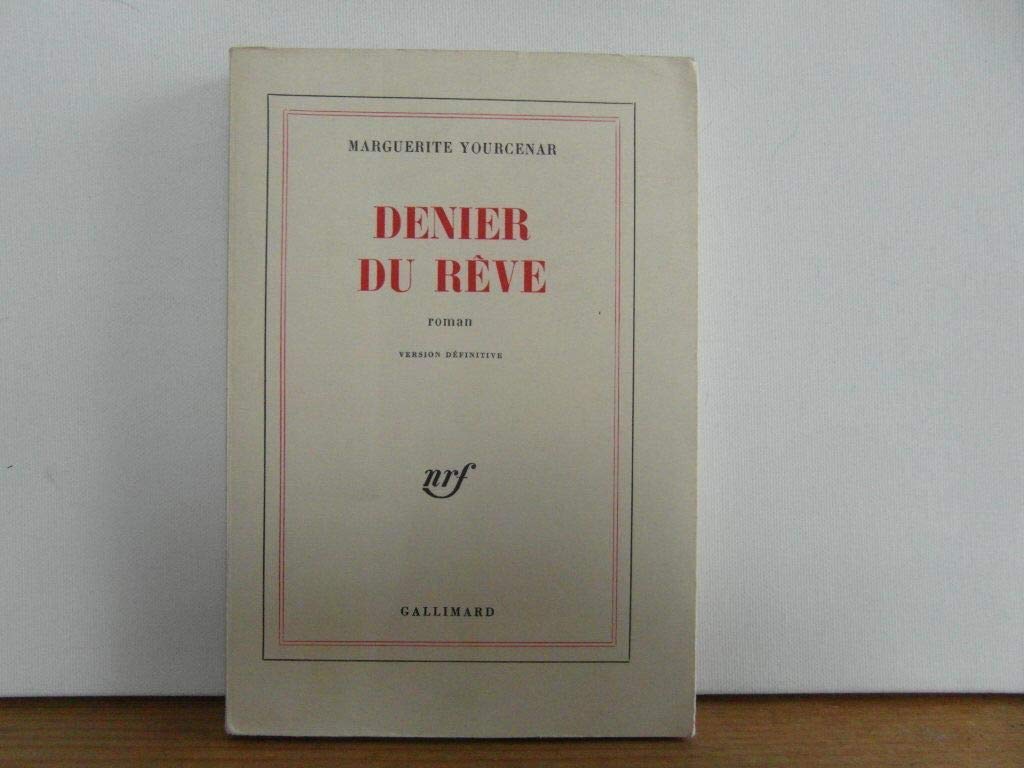 MARGUERITE YOURCENAR
DENIER
DU RÊVE
roman
VERSION DÉFINITIVE
nrf
GALLIMARD